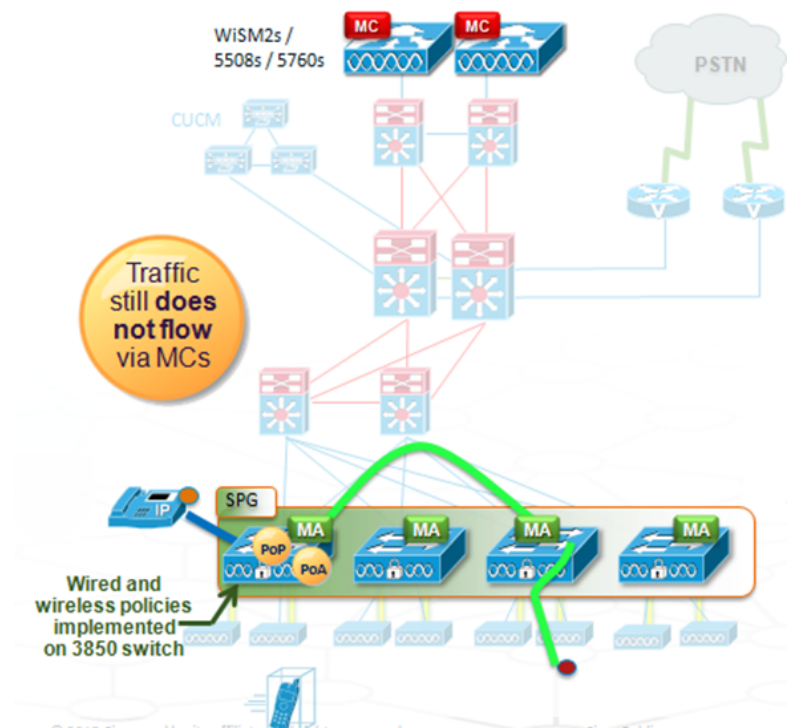 MC
MC
WiSM2s /
5508s / 5760s
PSTN
CUCM
V
V
Traffic
still does
not flow
via MCs
IP
SPG
MA
MA
MA
MA
PoP
PoA
Wired and
wireless policies
implemented
on 3850 switch